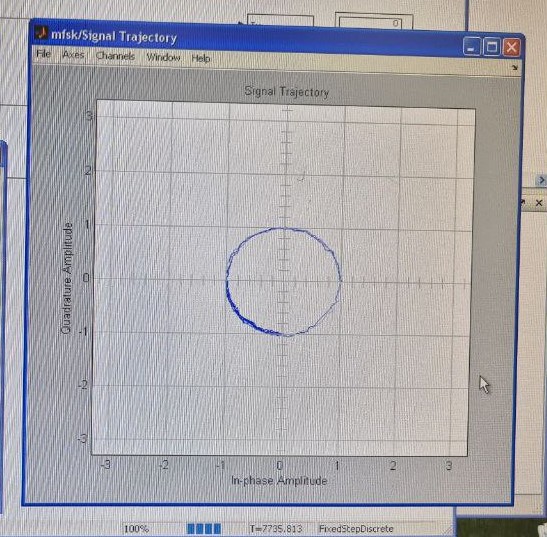 0
mfsk/Signal Trajectory
File Axes Channels Window Help
Signal Trajectory
3
2
1
0
-1
-2
-3
Quadrature Amplitude
-3 -2 -1 0 1 2 3
In-phase Amplitude
100% T=7735.813 FixedStepDiscrete